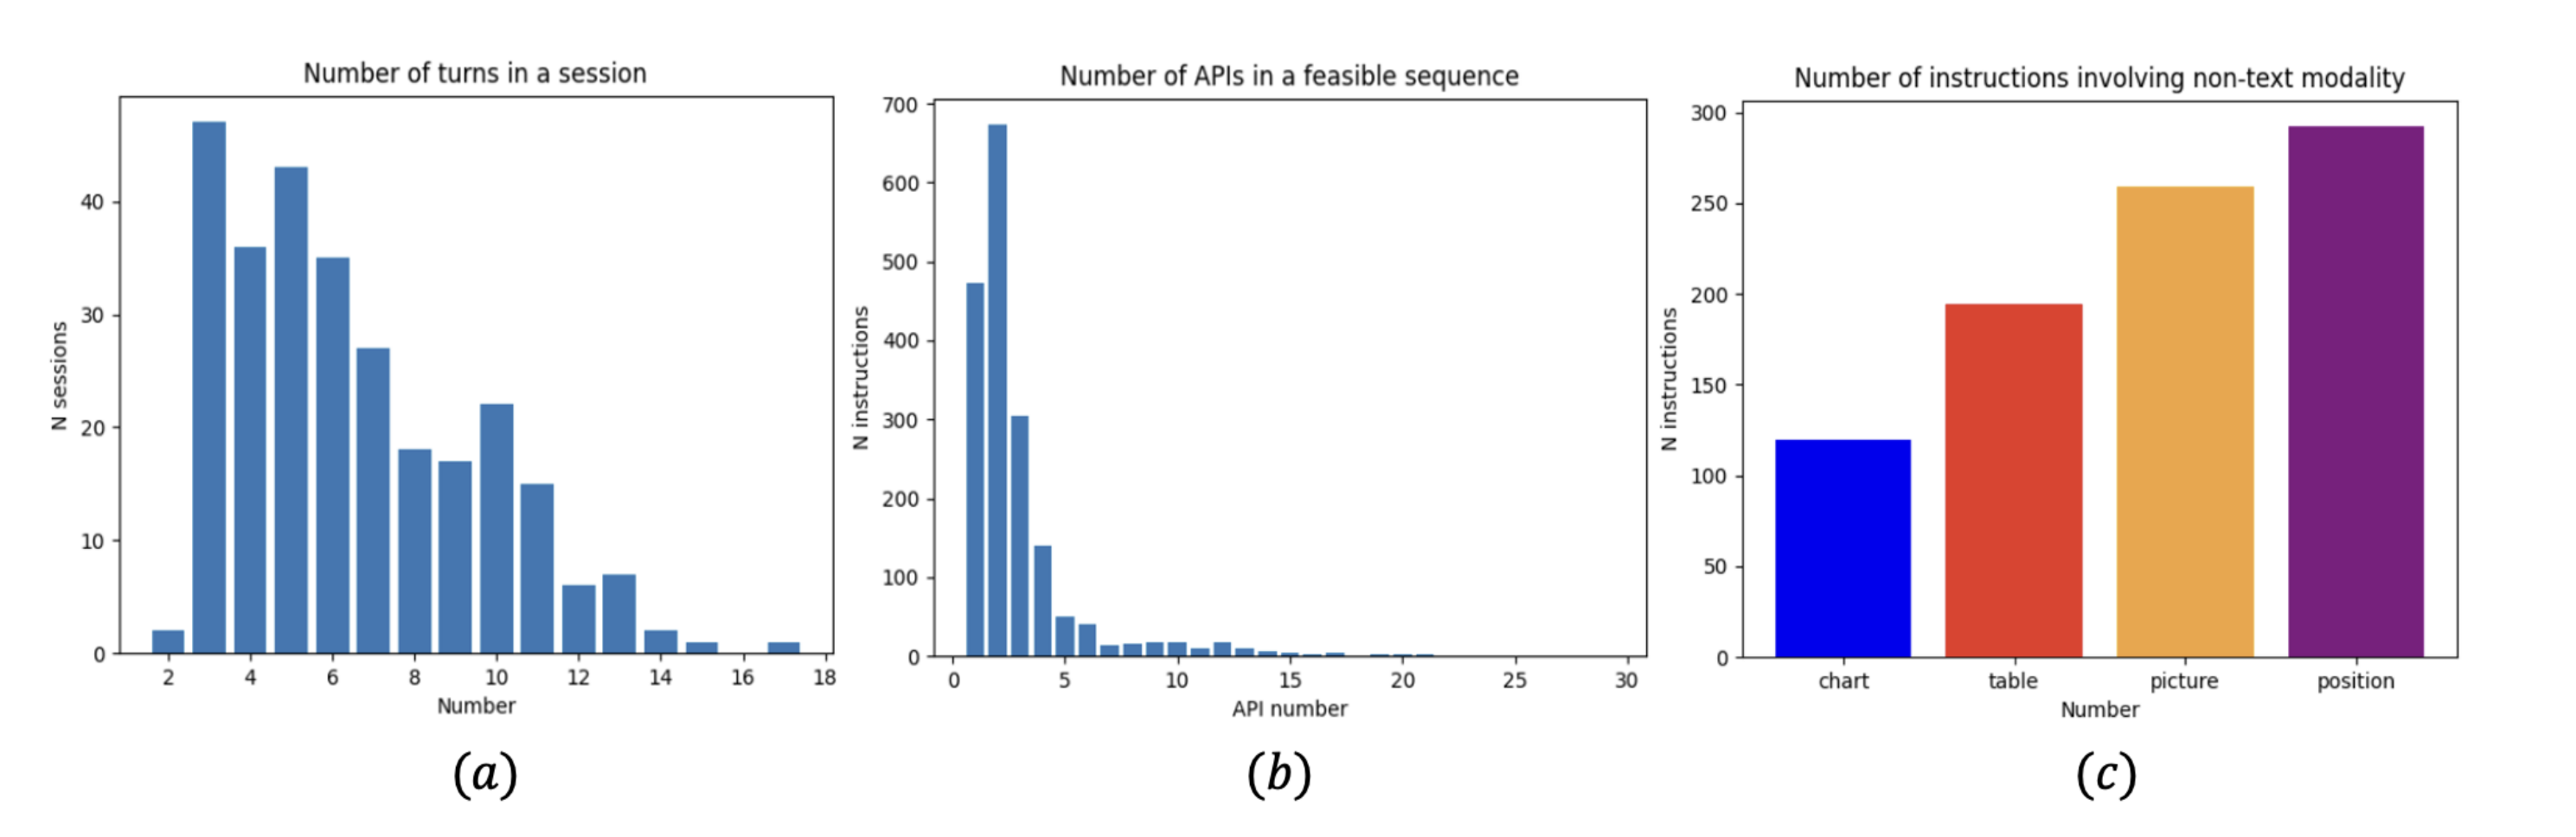 Number of turns in a session
N sessions
40
30
20
10
0
2 4 6 8 10 12 14 16 18
Number
(a)
Number of APIs in a feasible sequence
N instructions
700
600
500
400
300
200
100
0
0 5 10 15 20 25 30
API number
(b)
Number of instructions involving non-text modality
N instructions
300
250
200
150
100
50
0
chart table picture position
Number
(c)